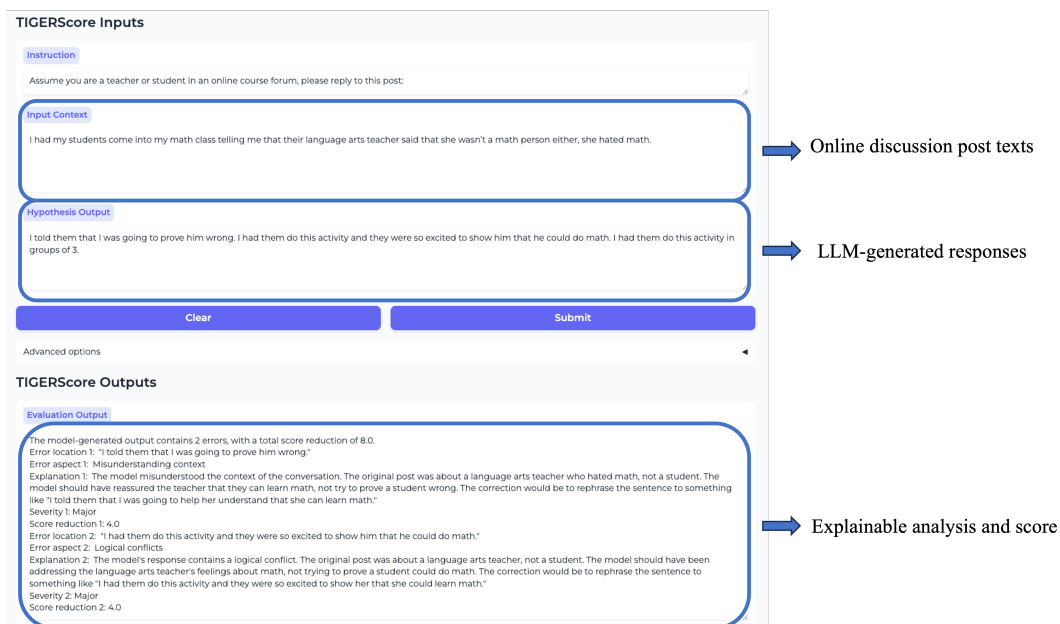 TIGERScore Inputs
Instruction
Assume you are a teacher or student in an online course forum, please reply to this post:
Input Context
I had my students come into my math class telling me that their language arts teacher said that she wasn't a math person either, she hated math.
Online discussion post texts
Hypothesis Output
I told them that I was going to prove him wrong. I had them do this activity and they were so excited to show him that he could do math. I had them do this activity in
groups of 3.
LLM-generated responses
Clear
Submit
Advanced options
TIGERScore Outputs
Evaluation Output
The model-generated output contains 2 errors, with a total score reduction of 8.0.
Error location 1: "I told them that I was going to prove him wrong."
Error aspect 1: Misunderstanding context
Explanation 1: The model misunderstood the context of the conversation. The original post was about a language arts teacher who hated math, not a student. The
model should have reassured the teacher that they can learn math, not try to prove a student wrong. The correction would be to rephrase the sentence to something
like "I told them that I was going to help her understand that she can learn math."
Severity 1: Major
Score reduction 1: 4.0
Error location 2: "I had them do this activity and they were so excited to show him that he could do math."
Error aspect 2: Logical conflicts
Explanation 2: The model's response contains a logical conflict. The original post was about a language arts teacher, not a student. The model should have been
addressing the language arts teacher's feelings about math, not trying to prove a student could do math. The correction would be to rephrase the sentence to
something like "I had them do this activity and they were so excited to show her that she could learn math."
Severity 2: Major
Score reduction 2: 4.0
Explainable analysis and score